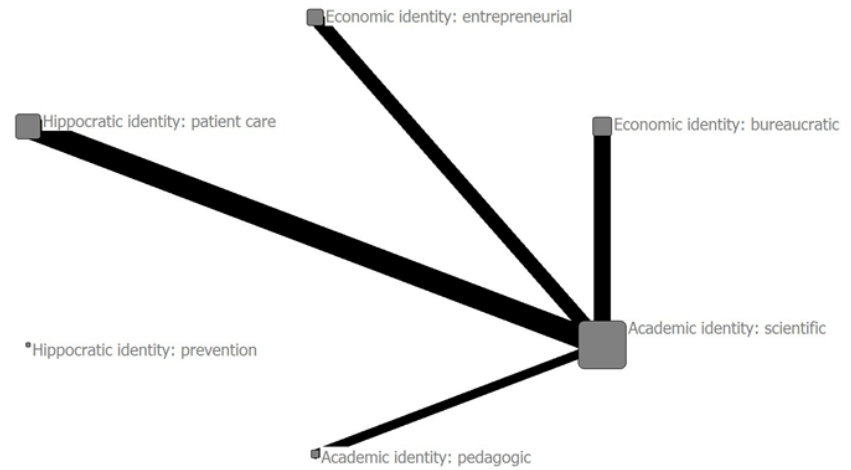 Economic identity: entrepreneurial
Hippocratic identity: patient care
Economic identity: bureaucratic
Academic identity: scientific
Hippocratic identity: prevention
Academic identity: pedagogic